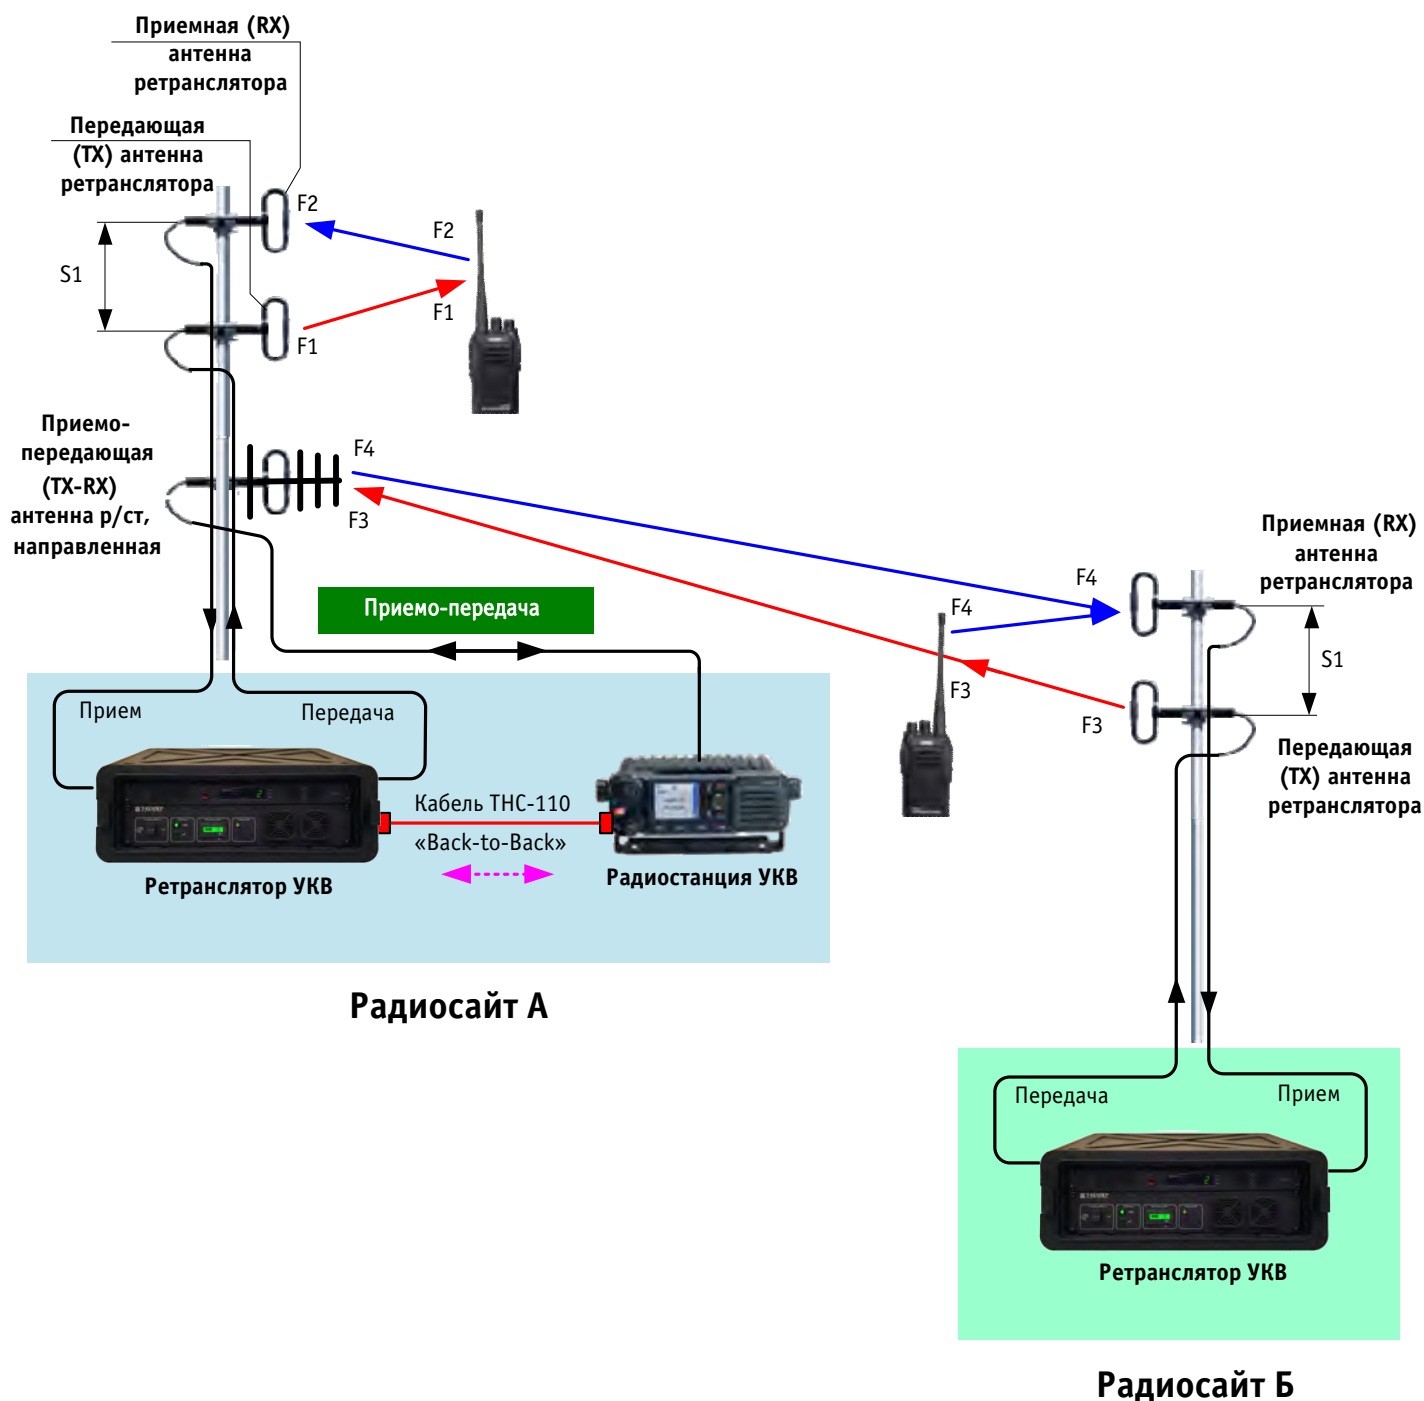 Приемная (RX)
антенна
ретранслятора
Передающая
(TX) антенна
ретранслятора
F2
F2
S1
F1
F1
Приемо-
передающая
(TX-RX)
антенна р/ст,
направленная
F4
F3
Приемо-передача
Прием
Передача
Кабель ТНС-110
«Back-to-Back»
Ретранслятор УКВ
Радиостанция УКВ
Радиосайт А
Приемная (RX)
антенна
ретранслятора
F4
F4
S1
F3
F3
Передающая
(TX) антенна
ретранслятора
Передача
Прием
Ретранслятор УКВ
Радиосайт Б